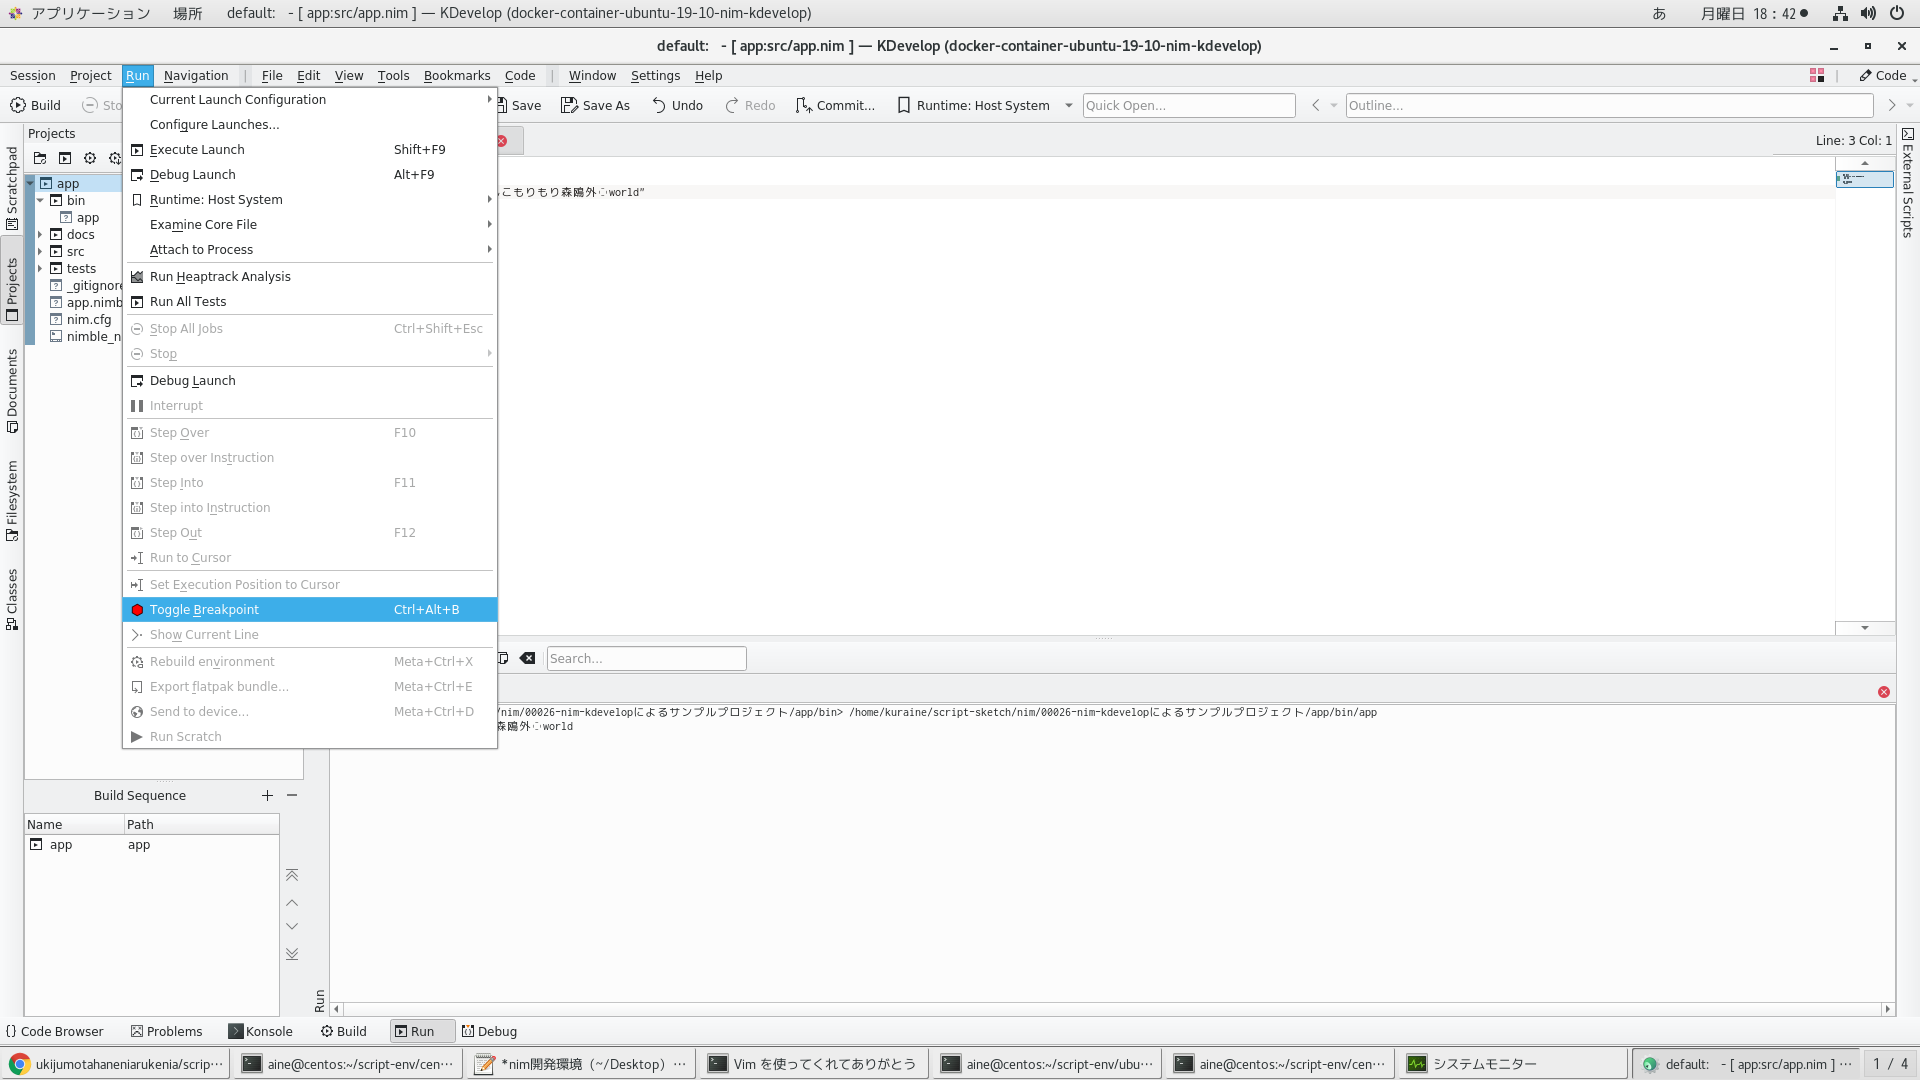 アプリケーション 場所 default: - [ app:src/app.nim ] — KDevelop (docker-container-ubuntu-19-10-nim-kdevelop) あ 月曜日 18：42●
default: - [ app:src/app.nim ] — KDevelop (docker-container-ubuntu-19-10-nim-kdevelop)
Session Project Run Navigation File Edit View Tools Bookmarks Code Window Settings Help Code
Build Sto Save Save As Undo Redo Commit... Runtime: Host System Quick Open... Outline...
Projects
Line: 3 Col: 1
Scratchpad
Projects
Documents
Filesystem
Classes
External Scripts
app
bin
app
docs
src
tests
_gitignore
app.nimb
nim.cfg
nimble_n
Current Launch Configuration
Configure Launches...
Execute Launch Shift+F9
Debug Launch Alt+F9
Runtime: Host System
Examine Core File
Attach to Process
Run Heaptrack Analysis
Run All Tests
Stop All Jobs Ctrl+Shift+Esc
Stop
Debug Launch
Interrupt
Step Over F10
Step over Instruction
Step Into F11
Step into Instruction
Step Out F12
Run to Cursor
Set Execution Position to Cursor
Toggle Breakpoint Ctrl+Alt+B
Show Current Line
Rebuild environment Meta+Ctrl+X
Export flatpak bundle... Meta+Ctrl+E
Send to device... Meta+Ctrl+D
Run Scratch
こもりもり森鴎外world"
Search...
/nim/00026-nim-kdevelopによるサンプルプロジェクト/app/bin> /home/kuraine/script-sketch/nim/00026-nim-kdevelopによるサンプルプロジェクト/app/bin/app
森鴎外world
Build Sequence
Name Path
app app
Run
Code Browser Problems Konsole Build Run Debug
ukijumotahaneniarukenia/scrip… aine@centos:~/script-env/cen… *nim開発環境（~/Desktop）… Vim を使ってくれてありがとう aine@centos:~/script-env/ubu… aine@centos:~/script-env/cen… システムモニター default: - [ app:src/app.nim ] … 1 / 4